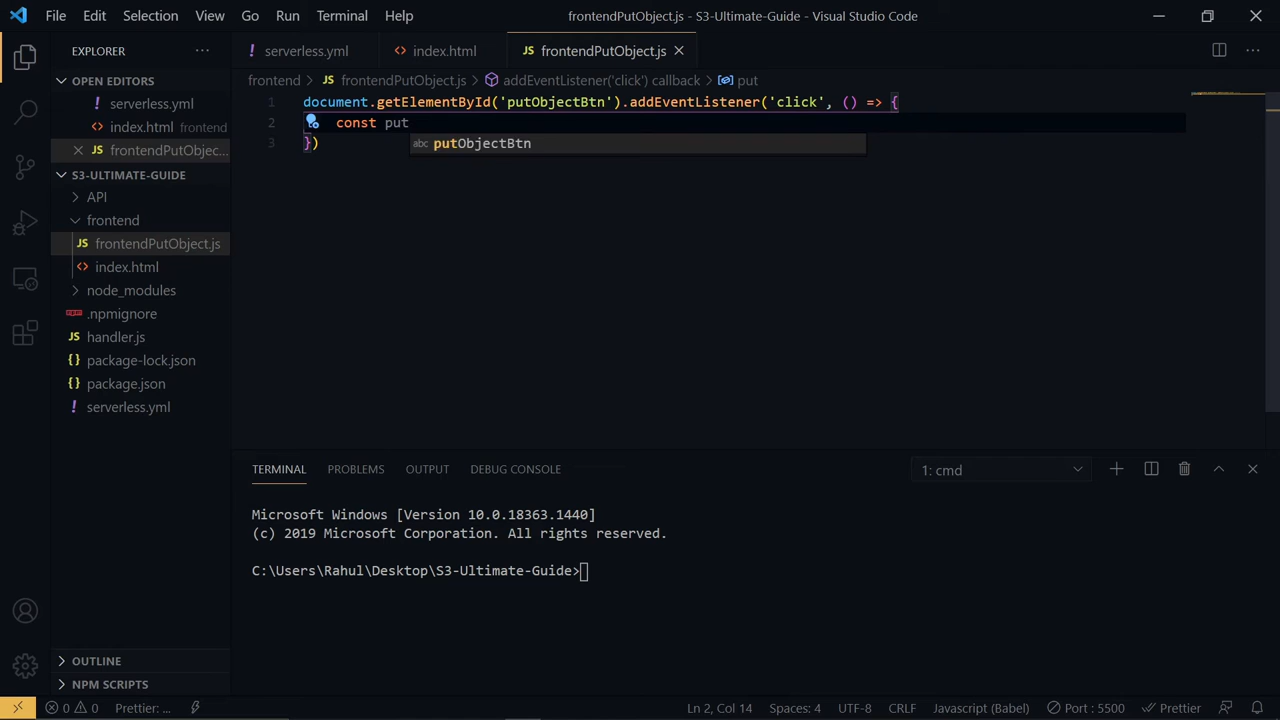 File Edit Selection View Go Run Terminal Help
frontendPutObject.js - S3-Ultimate-Guide - Visual Studio Code
EXPLORER
serverless.yml
index.html
JS frontendPutObject.js
OPEN EDITORS
! serverless.yml
index.html frontend
JS frontendPutObjec...
S3-ULTIMATE-GUIDE
API
frontend
JS frontendPutObject.js
index.html
node_modules
.npmignore
JS handler.js
{} package-lock.json
{} package.json
! serverless.yml
OUTLINE
NPM SCRIPTS
frontend > JS frontendPutObject.js > addEventListener('click') callback > put
1 document.getElementById('putObjectBtn').addEventListener('click', () => {
2 const put
abc putObjectBtn
3 })
TERMINAL PROBLEMS OUTPUT DEBUG CONSOLE
1: cmd
Microsoft Windows [Version 10.0.18363.1440]
(c) 2019 Microsoft Corporation. All rights reserved.
C:\Users\Rahul\Desktop\S3-Ultimate-Guide>
0 0 Prettier: ...
Ln 2, Col 14 Spaces: 4 UTF-8 CRLF Javascript (Babel) Port : 5500 Prettier